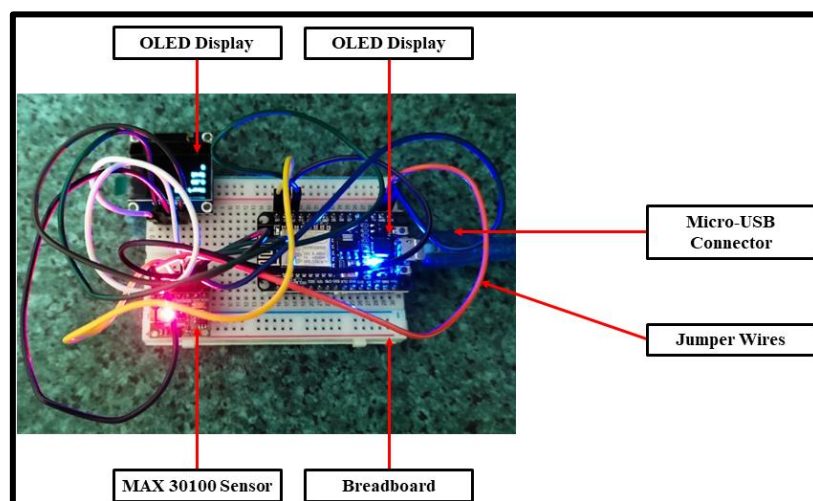 OLED Display
OLED Display
Micro-USB
Connector
Jumper Wires
MAX 30100 Sensor
Breadboard